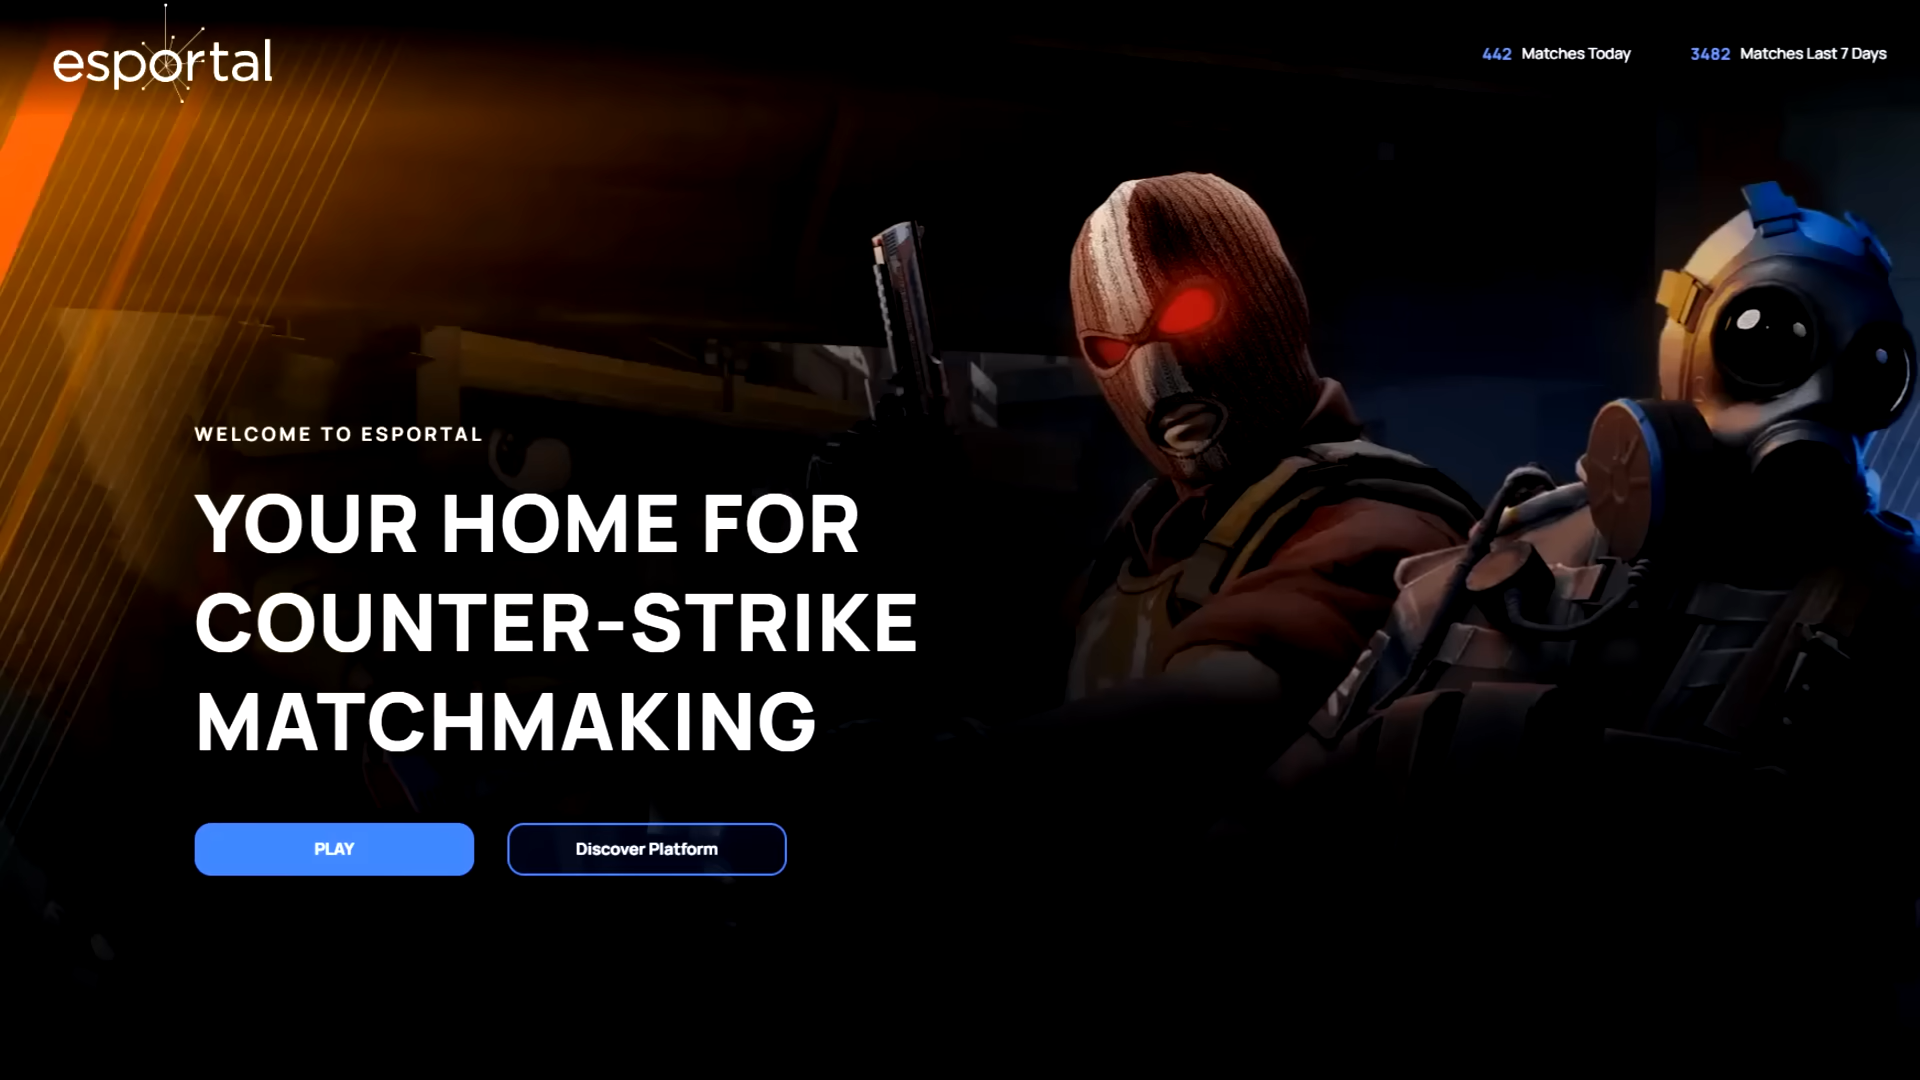 esportal
442 Matches Today
3482 Matches Last 7 Days
WELCOME TO ESPORTAL
YOUR HOME FOR
COUNTER-STRIKE
MATCHMAKING
PLAY
Discover Platform